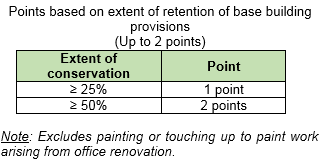 Points based on extent of retention of base building
provisions
(Up to 2 points)
Extent of
conservation
Point
≥ 25%
1 point
≥ 50%
2 points
Note: Excludes painting or touching up to paint work
arising from office renovation.